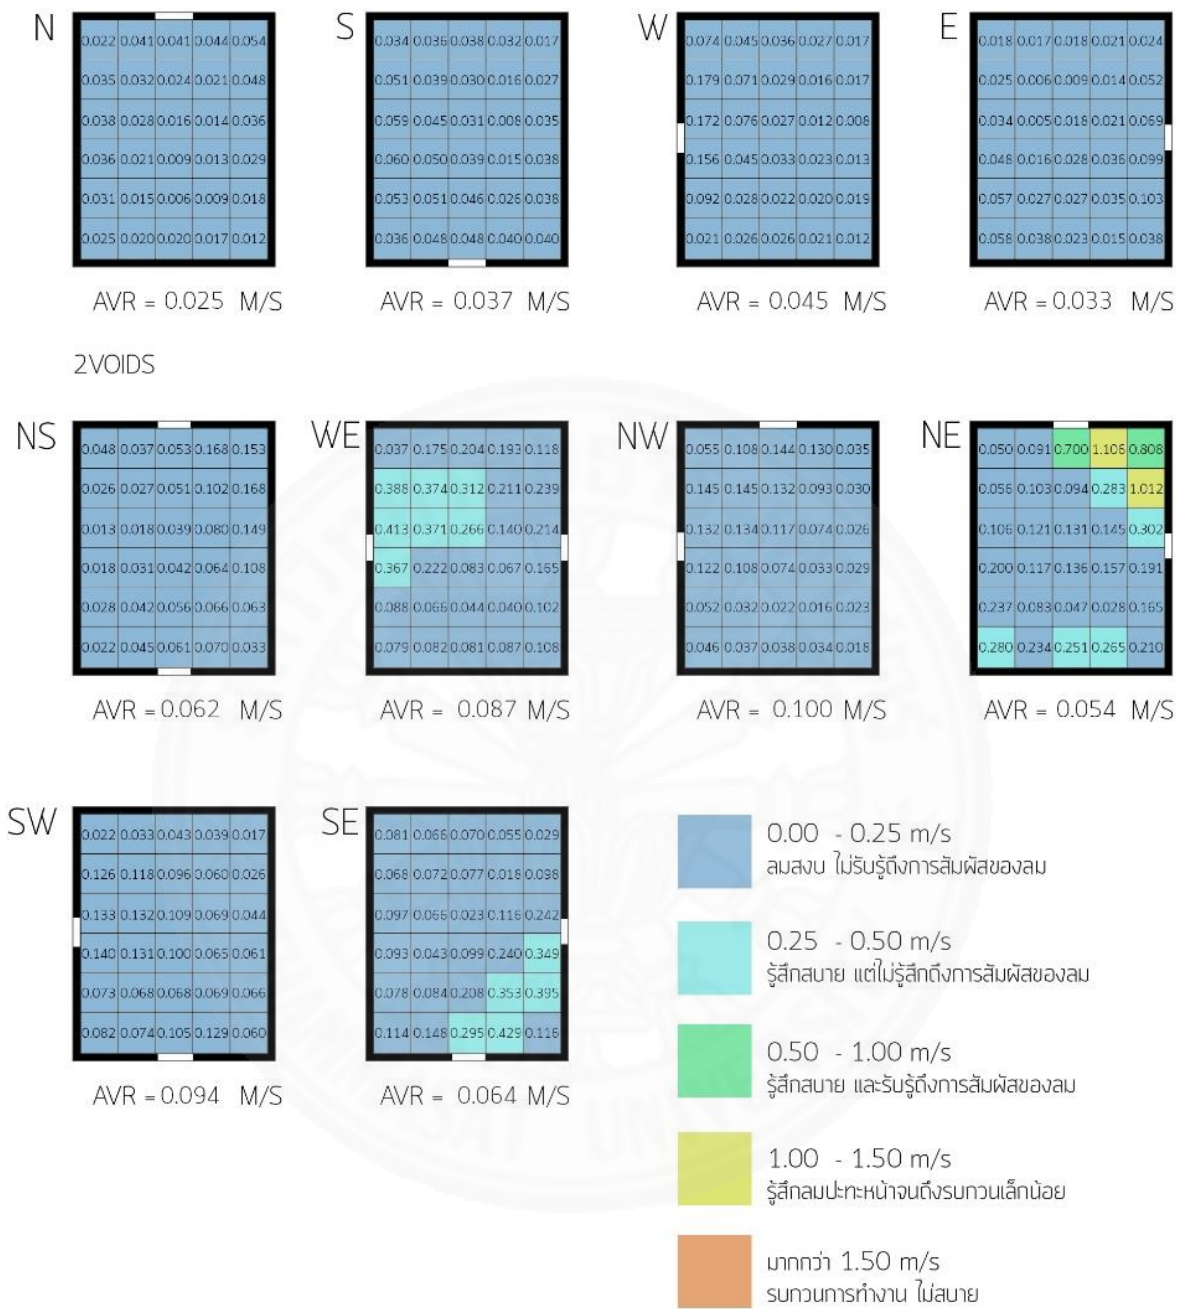 N
0.022 0.041 0.041 0.044 0.054
0.035 0.032 0.024 0.021 0.048
0.038 0.028 0.016 0.014 0.036
0.036 0.021 0.009 0.013 0.029
0.031 0.015 0.006 0.009 0.018
0.025 0.020 0.020 0.017 0.012
AVR = 0.025 M/S
S
0.034 0.036 0.038 0.032 0.017
0.051 0.039 0.030 0.016 0.027
0.059 0.045 0.031 0.008 0.035
0.060 0.050 0.039 0.015 0.038
0.053 0.051 0.046 0.026 0.038
0.036 0.048 0.048 0.040 0.040
AVR = 0.037 M/S
W
0.074 0.045 0.036 0.027 0.017
0.179 0.071 0.029 0.016 0.017
0.172 0.076 0.027 0.012 0.008
0.156 0.045 0.033 0.023 0.013
0.092 0.028 0.022 0.020 0.019
0.021 0.026 0.026 0.021 0.012
AVR = 0.045 M/S
E
0.018 0.017 0.018 0.021 0.024
0.025 0.006 0.009 0.014 0.052
0.034 0.005 0.018 0.021 0.069
0.048 0.016 0.028 0.036 0.099
0.057 0.027 0.027 0.035 0.103
0.058 0.038 0.023 0.015 0.038
AVR = 0.033 M/S
2VOIDS
NS
0.048 0.037 0.053 0.168 0.153
0.026 0.027 0.051 0.102 0.168
0.013 0.018 0.039 0.080 0.149
0.018 0.031 0.042 0.064 0.108
0.028 0.042 0.056 0.066 0.063
0.022 0.045 0.061 0.070 0.033
AVR = 0.062 M/S
WE
0.037 0.175 0.204 0.193 0.118
0.388 0.374 0.312 0.211 0.239
0.413 0.371 0.266 0.140 0.214
0.367 0.222 0.083 0.067 0.165
0.088 0.066 0.044 0.040 0.102
0.079 0.082 0.081 0.087 0.108
AVR = 0.087 M/S
NW
0.055 0.108 0.144 0.130 0.035
0.145 0.145 0.132 0.093 0.030
0.132 0.134 0.117 0.074 0.026
0.122 0.108 0.074 0.033 0.029
0.052 0.032 0.022 0.016 0.023
0.046 0.037 0.038 0.034 0.018
AVR = 0.100 M/S
NE
0.050 0.091 0.700 1.106 0.808
0.056 0.103 0.094 0.283 1.012
0.106 0.121 0.131 0.145 0.302
0.200 0.117 0.136 0.157 0.191
0.237 0.083 0.047 0.028 0.165
0.280 0.234 0.251 0.265 0.210
AVR = 0.054 M/S
SW
0.022 0.033 0.043 0.039 0.017
0.126 0.118 0.096 0.060 0.026
0.133 0.132 0.109 0.069 0.044
0.140 0.131 0.100 0.065 0.061
0.073 0.068 0.068 0.069 0.066
0.082 0.074 0.105 0.129 0.060
AVR = 0.094 M/S
SE
0.081 0.066 0.070 0.055 0.029
0.068 0.072 0.077 0.018 0.098
0.097 0.066 0.023 0.116 0.242
0.093 0.043 0.099 0.240 0.349
0.078 0.084 0.208 0.353 0.395
0.114 0.148 0.295 0.429 0.116
AVR = 0.064 M/S
0.00 - 0.25 m/s
ลมสงบ ไม่รับรู้ถึงการสัมผัสของลม
0.25 - 0.50 m/s
รู้สึกสบาย แต่ไม่รู้สึกถึงการสัมผัสของลม
0.50 - 1.00 m/s
รู้สึกสบาย และรับรู้ถึงการสัมผัสของลม
1.00 - 1.50 m/s
รู้สึกลมปะทะหน้าจนถึงรบกวนเล็กน้อย
มากกว่า 1.50 m/s
รบกวนการทำงาน ไม่สบาย